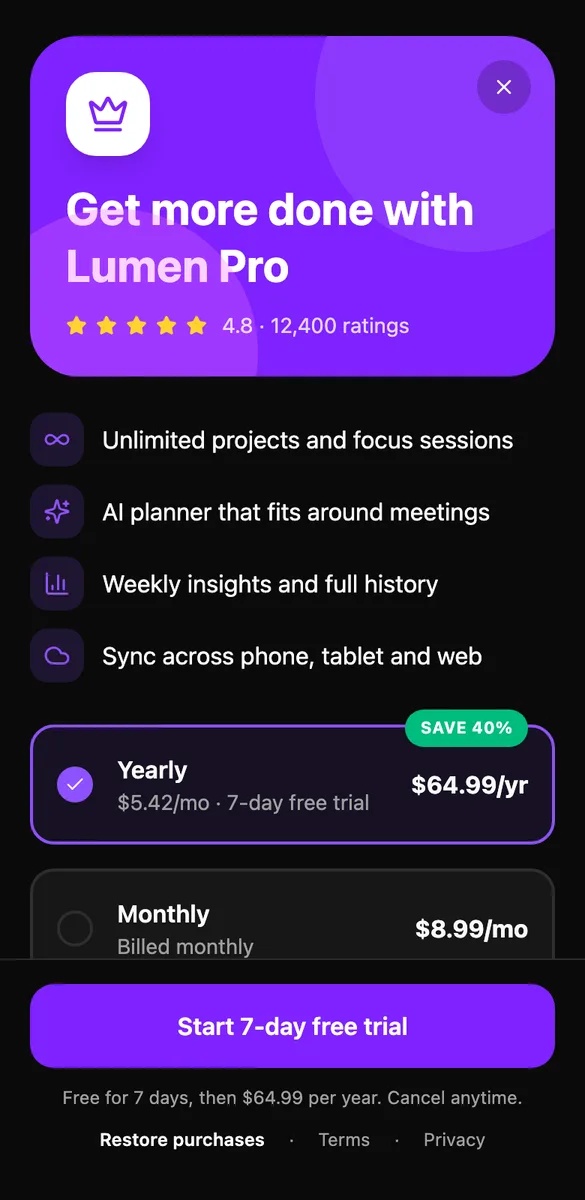 Get more done with
Lumen Pro
4.8 · 12,400 ratings
Unlimited projects and focus sessions
AI planner that fits around meetings
Weekly insights and full history
Sync across phone, tablet and web
SAVE 40%
Yearly
$5.42/mo · 7-day free trial
$64.99/yr
Monthly
Billed monthly
$8.99/mo
Start 7-day free trial
Free for 7 days, then $64.99 per year. Cancel anytime.
Restore purchases · Terms · Privacy